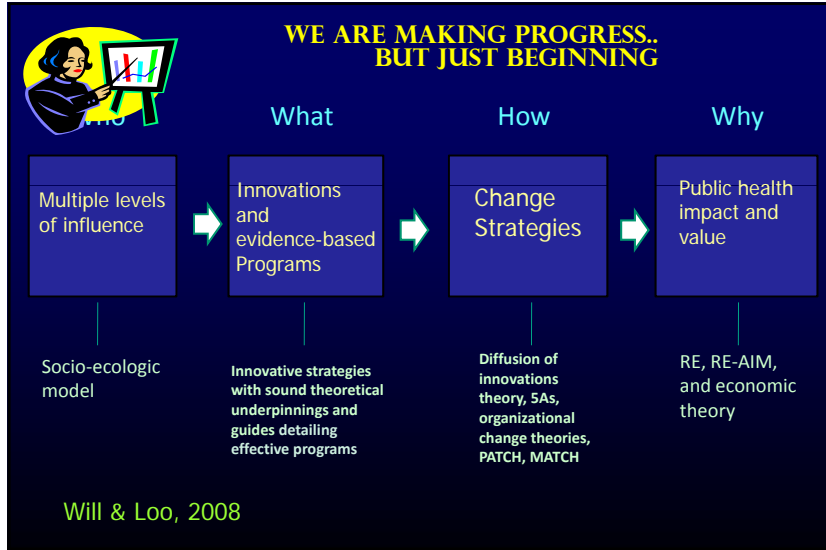 WE ARE MAKING PROGRESS..
BUT JUST BEGINNING
Who
What
How
Why
Multiple levels
of influence
Innovations
and
evidence-based
Programs
Change
Strategies
Public health
impact and
value
Socio-ecologic
model
Innovative strategies
with sound theoretical
underpinnings and
guides detailing
effective programs
Diffusion of
innovations
theory, 5As,
organizational
change theories,
PATCH, MATCH
RE, RE-AIM,
and economic
theory
Will & Loo, 2008